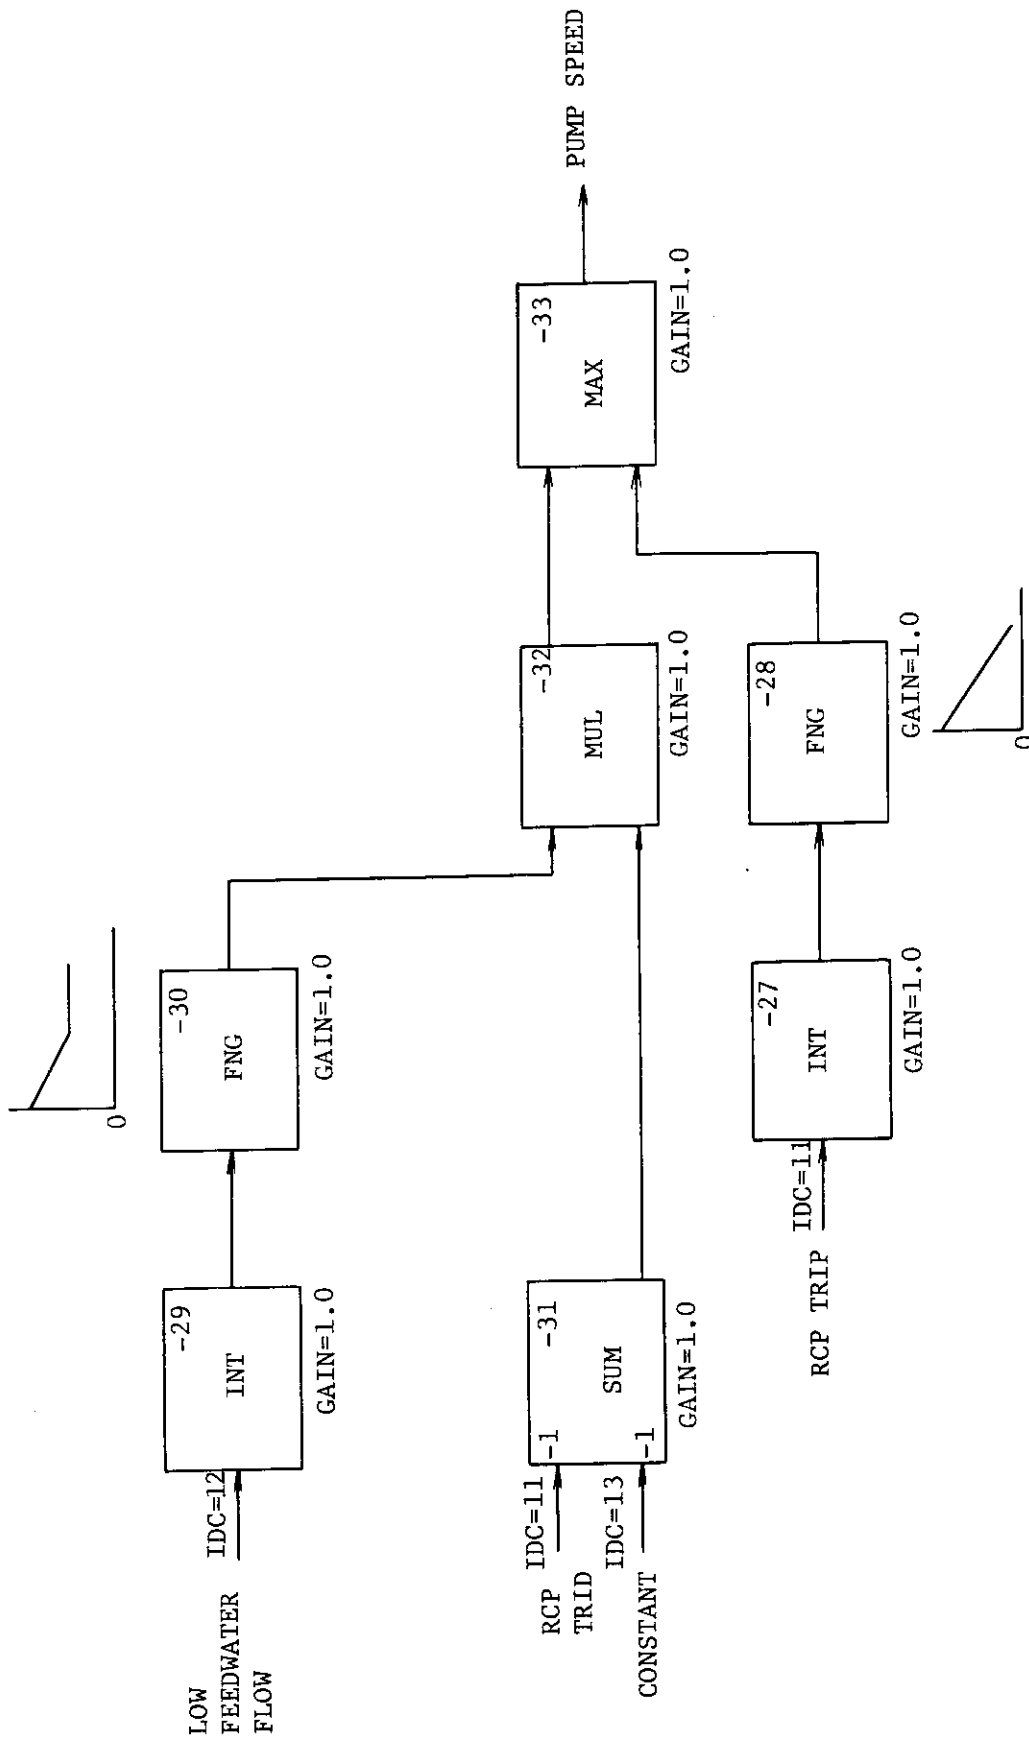 LOW
FEEDWATER
FLOW
IDC=12
-29
INT
GAIN=1.0
0
-30
FNG
GAIN=1.0
RCP
TRID
IDC=11
IDC=13
CONSTANT
-1
-31
SUM
-1
GAIN=1.0
-32
MUL
GAIN=1.0
-33
MAX
GAIN=1.0
PUMP SPEED
RCP TRIP
IDC=11
-27
INT
GAIN=1.0
-28
FNG
GAIN=1.0
0